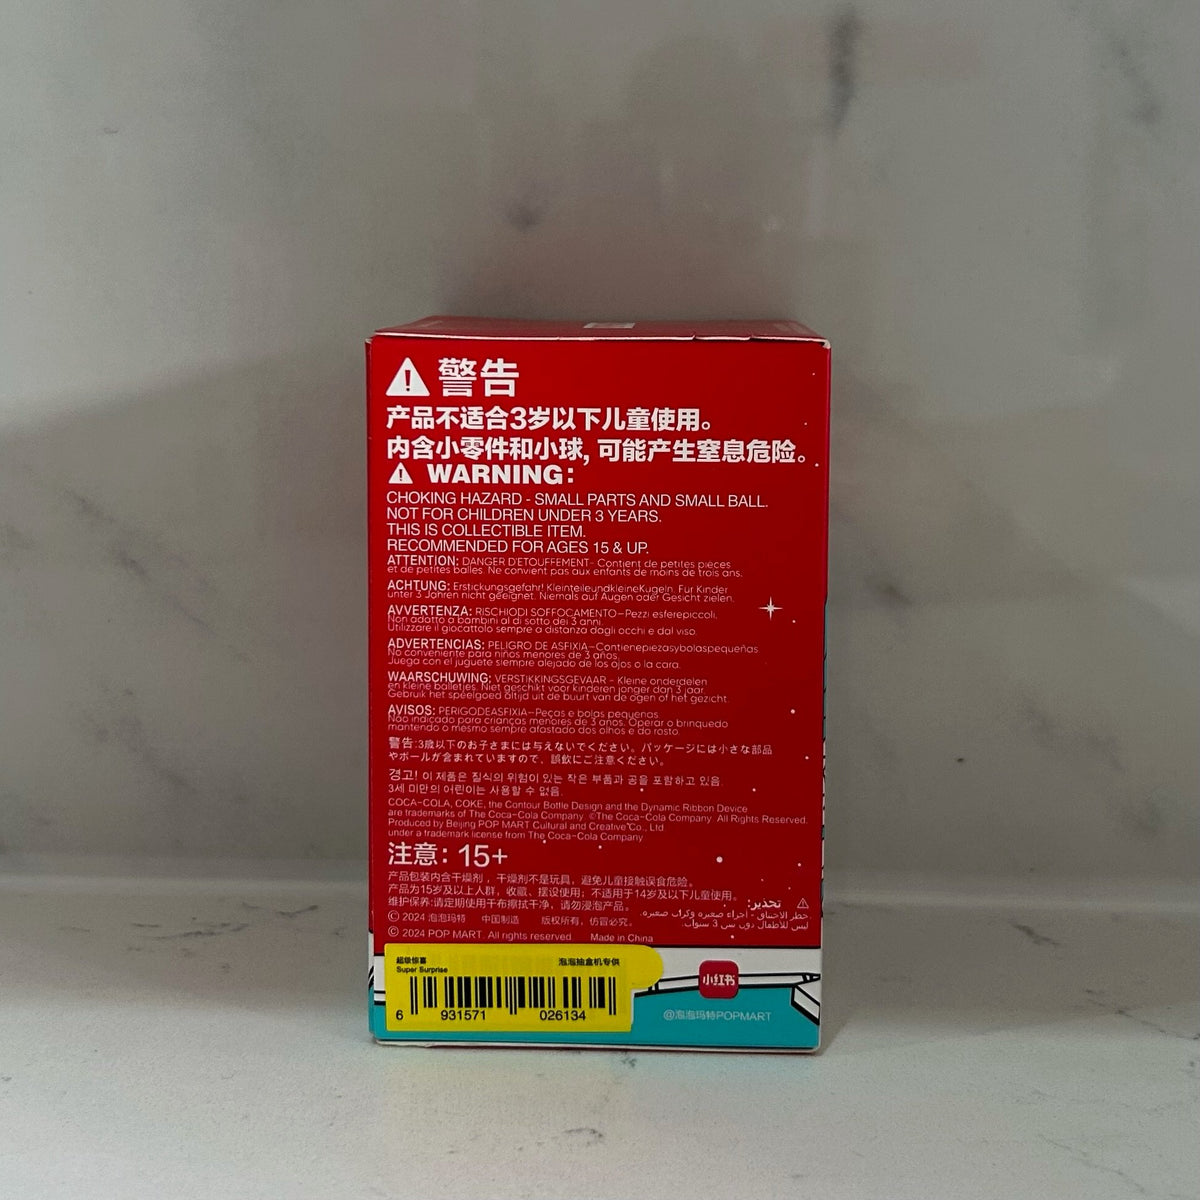 警告
产品不适合3岁以下儿童使用。
内含小零件和小球, 可能产生窒息危险。
WARNING:
CHOKING HAZARD - SMALL PARTS AND SMALL BALL.
NOT FOR CHILDREN UNDER 3 YEARS.
THIS IS COLLECTIBLE ITEM.
RECOMMENDED FOR AGES 15 & UP.
ATTENTION: DANGER D'ETOUFFEMENT- Contient de petites pieces
et de petites balles. Ne convient pas aux enfants de moins de trois ans.
ACHTUNG: Erstickungsgefahr! KleinteileundkleineKugeln. Für Kinder
unter 3 Jahren nicht geeignet. Niemals auf Augen oder Gesicht zielen.
AVVERTENZA: RISCHIODI SOFFOCAMENTO-Pezzi esferepiccoli.
Non adatto a bambini al di sotto dei 3 anni.
Utilizzare il giocattolo sempre a distanza dagli occhi e dal viso.
ADVERTENCIAS: PELIGRO DE ASFIXIA-Contienepiezasybolaspequeñas.
No conveniente para niños menores de 3 años.
Juega con el juguete siempre alejado de los ojos o la cara.
WAARSCHUWING: VERSTIKKINGSGEVAAR - Kleine onderdelen
en kleine balletjes. Niet geschikt voor kinderen jonger dan 3 jaar.
Gebruik het speelgoed altijd uit de buurt van de ogen of het gezicht.
AVISOS: PERIGODEASFIXIA-Peças e bolas pequenas.
Não indicado para crianças menores de 3 anos. Operar o brinquedo
mantendo o mesmo sempre afastado dos olhos e do rosto.
警告:3歳以下のお子さまには与えないでください。パッケージには小さな部品
やボールが含まれていますので、誤飲にご注意ください。
경고! 이 제품은 질식의 위험이 있는 작은 부품과 공을 포함하고 있음.
3세 미만의 어린이는 사용할 수 없음.
COCA-COLA, COKE, the Contour Bottle Design and the Dynamic Ribbon Device
are trademarks of The Coca-Cola Company. ©The Coca-Cola Company. All Rights Reserved.
Produced by Beijing POP MART Cultural and Creative Co., Ltd.
under a trademark license from The Coca-Cola Company
注意: 15+
产品包装内含干燥剂，干燥剂不是玩具，避免儿童接触误食危险。
产品为15岁及以上人群，收藏、摆设使用；不适用于14岁及以下儿童使用。
维护保养:请定期使用干布擦拭干净，请勿浸泡产品。
تحذير:
خطر الاختناق - أجزاء صغيرة وكرات صغيرة.
ليس للأطفال دون سن 3 سنوات.
© 2024 泡泡玛特 中国制造 版权所有，仿冒必究。
© 2024 POP MART. All rights reserved Made in China
超级惊喜 泡泡抽盒机专供
Super Surprise
6 931571 026134
小红书
@泡泡玛特POPMART